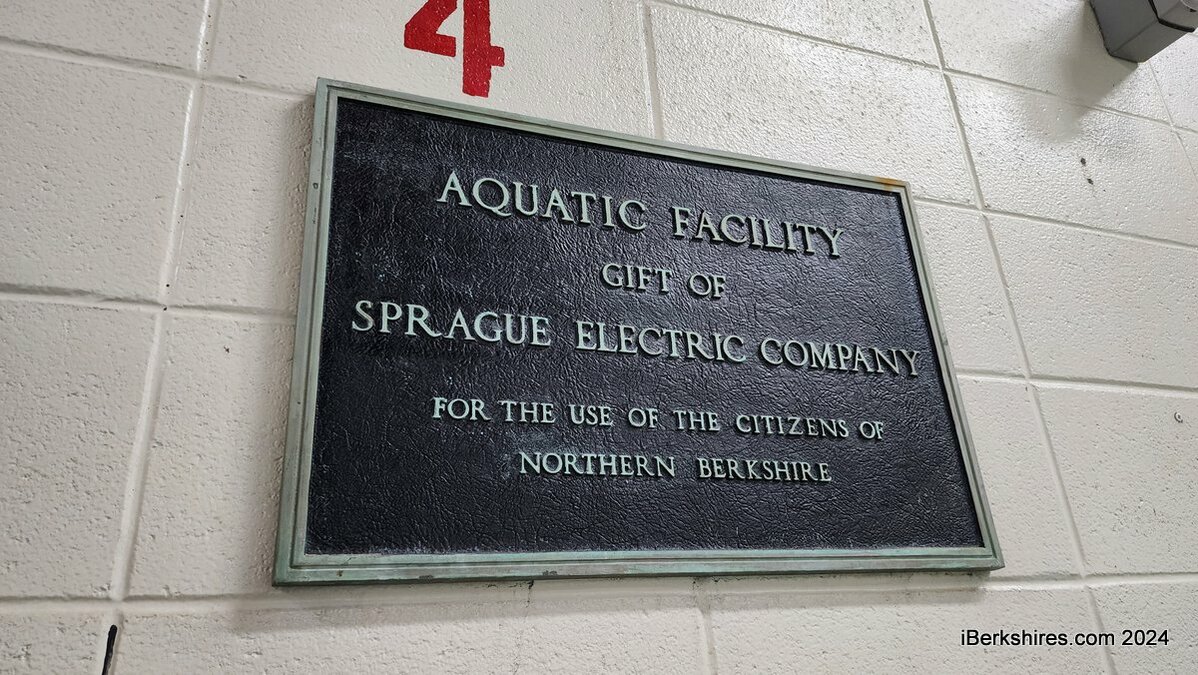 4
AQUATIC FACILITY
GIFT OF
SPRAGUE ELECTRIC COMPANY
FOR THE USE OF THE CITIZENS OF
NORTHERN BERKSHIRE
iBerkshires.com 2024